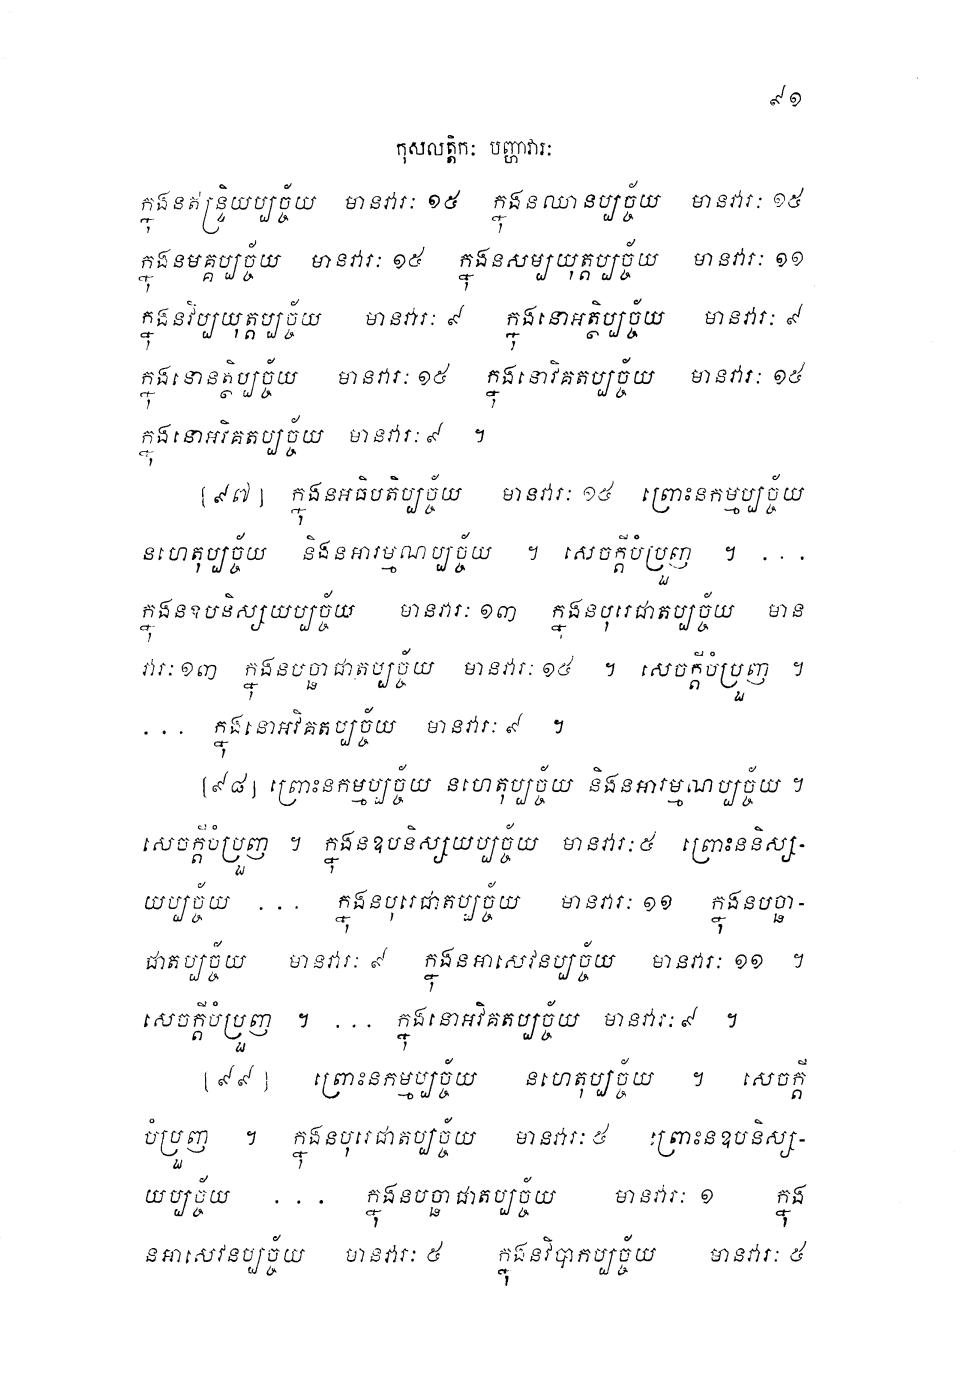 ៩១
កុសលត្តិកៈ បញ្ហាវារៈ
ក្នុងនឥន្ទ្រិយប្បច្ច័យ មានវារៈ ១៥ ក្នុងនឈានប្បច្ច័យ មានវារៈ ១៥
ក្នុងនមគ្គប្បច្ច័យ មានវារៈ ១៥ ក្នុងនសម្បយុត្តប្បច្ច័យ មានវារៈ ១១
ក្នុងនវិប្បយុត្តប្បច្ច័យ មានវារៈ ៩ ក្នុងនោអត្ថិប្បច្ច័យ មានវារៈ ៩
ក្នុងនោនត្ថិប្បច្ច័យ មានវារៈ ១៥ ក្នុងនោវិគតប្បច្ច័យ មានវារៈ ១៥
ក្នុងនោអវិគតប្បច្ច័យ មានវារៈ ៩ ។
[៩៧] ក្នុងនអធិបតិប្បច្ច័យ មានវារៈ ១៥ ព្រោះនកម្មប្បច្ច័យ
នហេតុប្បច្ច័យ និងនអារម្មណប្បច្ច័យ ។ សេចក្តីបំប្រួញ ។ ...
ក្នុងនឧបនិស្សយប្បច្ច័យ មានវារៈ ១៣ ក្នុងនបុរេជាតប្បច្ច័យ មាន
វារៈ ១៣ ក្នុងនបច្ឆាជាតប្បច្ច័យ មានវារៈ ១៥ ។ សេចក្តីបំប្រួញ ។
... ក្នុងនោអវិគតប្បច្ច័យ មានវារៈ ៩ ។
[៩៨] ព្រោះនកម្មប្បច្ច័យ នហេតុប្បច្ច័យ និងនអារម្មណប្បច្ច័យ ។
សេចក្តីបំប្រួញ ។ ក្នុងនឧបនិស្សយប្បច្ច័យ មានវារៈ ៥ ព្រោះននិស្ស-
យប្បច្ច័យ ... ក្នុងនបុរេជាតប្បច្ច័យ មានវារៈ ១១ ក្នុងនបច្ឆា-
ជាតប្បច្ច័យ មានវារៈ ៩ ក្នុងនអាសេវនប្បច្ច័យ មានវារៈ ១១ ។
សេចក្តីបំប្រួញ ។ ... ក្នុងនោអវិគតប្បច្ច័យ មានវារៈ ៩ ។
[៩៩] ព្រោះនកម្មប្បច្ច័យ នហេតុប្បច្ច័យ ។ សេចក្តី
បំប្រួញ ។ ក្នុងនបុរេជាតប្បច្ច័យ មានវារៈ ៥ ព្រោះនឧបនិស្ស-
យប្បច្ច័យ ... ក្នុងនបច្ឆាជាតប្បច្ច័យ មានវារៈ ១ ក្នុង
នអាសេវនប្បច្ច័យ មានវារៈ ៥ ក្នុងនវិបាកប្បច្ច័យ មានវារៈ ៥